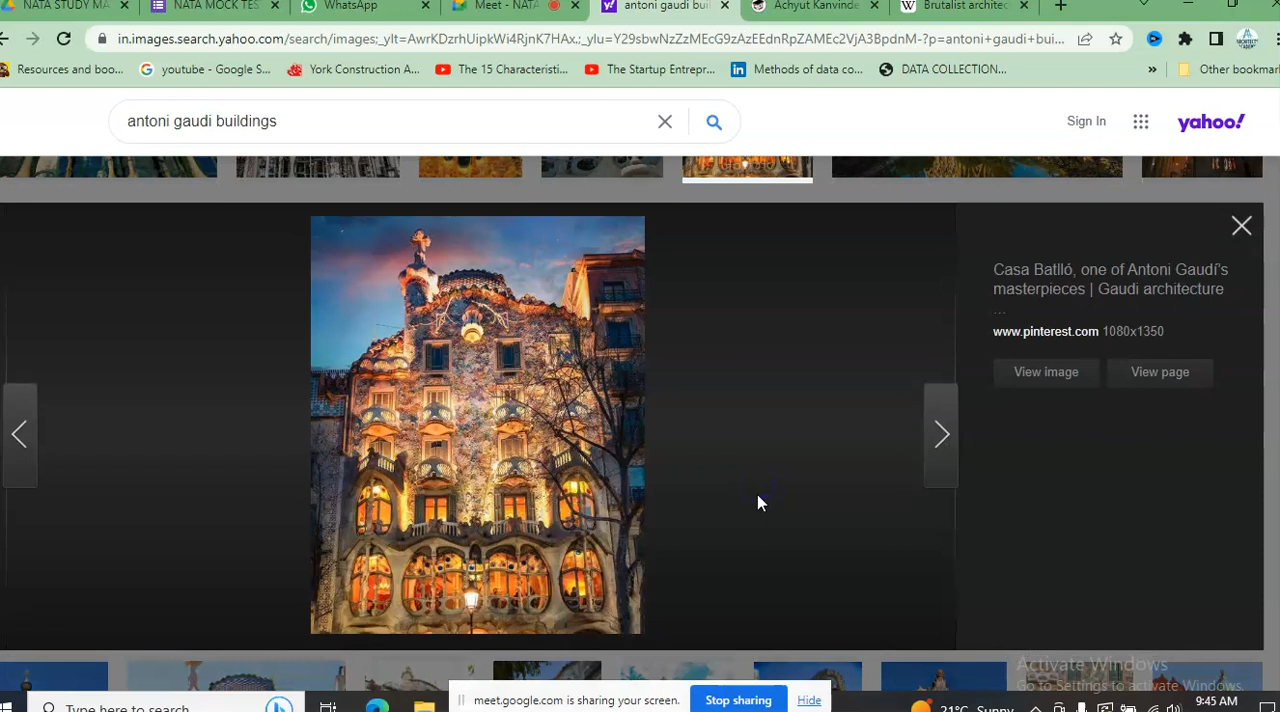 NATA STUDY MA
NATA MOCK TES
WhatsApp
Meet - NATA
antoni gaudi bui
Achyut Kanvinde
Brutalist architec
in.images.search.yahoo.com/search/images;_ylt=AwrKDzrhUipkWi4RjnK7HAx.;_ylu=Y29sbwNzZzMEcG9zAzEEdnRpZAMEc2VjA3BpdnM-?p=antoni+gaudi+bui...
Resources and boo...
youtube - Google S...
York Construction A...
The 15 Characteristi...
The Startup Entrepr...
Methods of data co...
DATA COLLECTION...
»
Other bookmar
antoni gaudi buildings
Sign In
yahoo!
Casa Batlló, one of Antoni Gaudí's
masterpieces | Gaudi architecture
...
www.pinterest.com 1080x1350
View image
View page
Activate Windows
Go to Settings to activate Windows.
Type here to search
meet.google.com is sharing your screen.
Stop sharing
Hide
21°C Sunny
9:45 AM